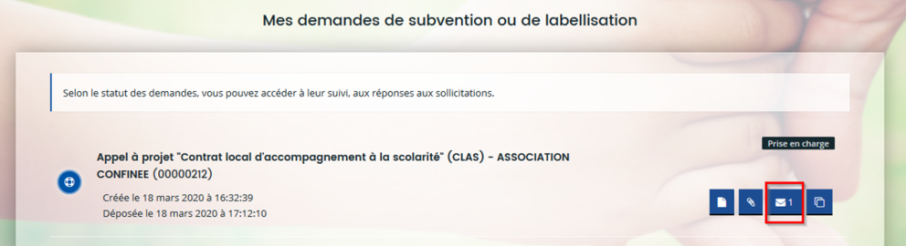 Mes demandes de subvention ou de labellisation
Selon le statut des demandes, vous pouvez accéder à leur suivi, aux réponses aux sollicitations.
Prise en charge
Appel à projet "Contrat local d'accompagnement à la scolarité" (CLAS) - ASSOCIATION
CONFINEE (00000212)
Créée le 18 mars 2020 à 16:32:39
Déposée le 18 mars 2020 à 17:12:10
1